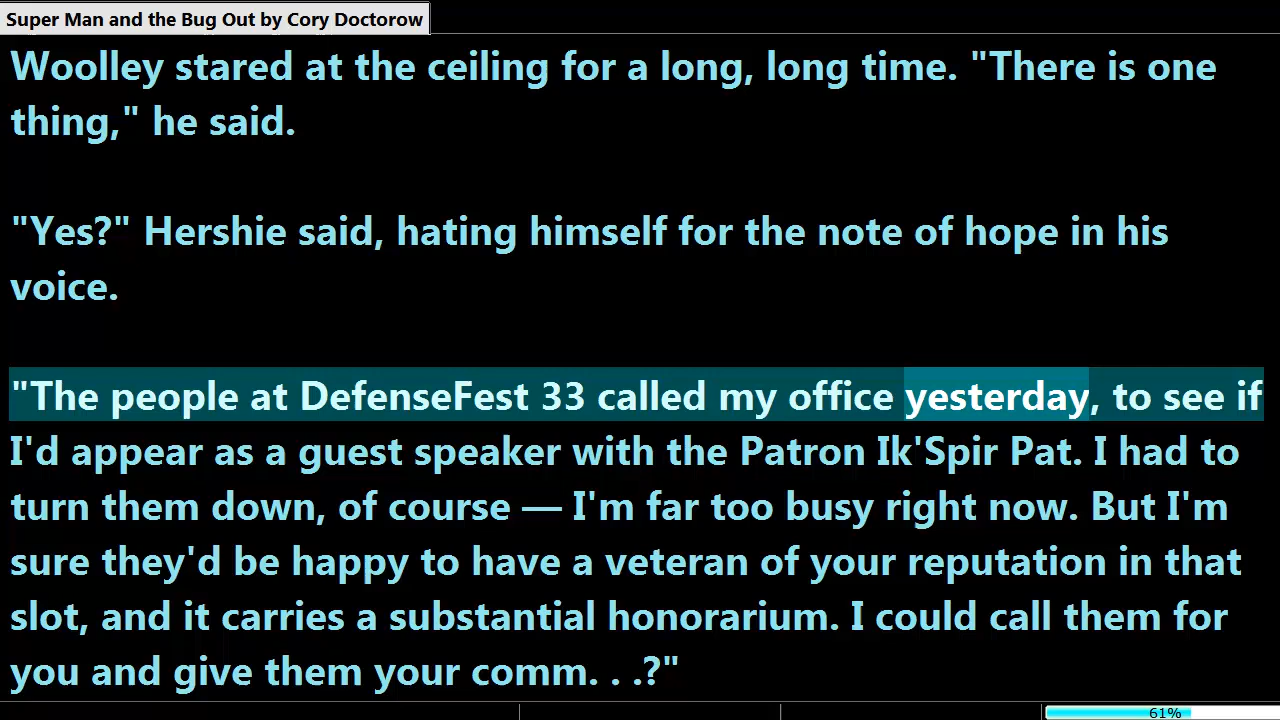 Super Man and the Bug Out by Cory Doctorow
Woolley stared at the ceiling for a long, long time. "There is one
thing," he said.
"Yes?" Hershie said, hating himself for the note of hope in his
voice.
"The people at DefenseFest 33 called my office yesterday, to see if
I'd appear as a guest speaker with the Patron Ik'Spir Pat. I had to
turn them down, of course — I'm far too busy right now. But I'm
sure they'd be happy to have a veteran of your reputation in that
slot, and it carries a substantial honorarium. I could call them for
you and give them your comm. . .?"
61%